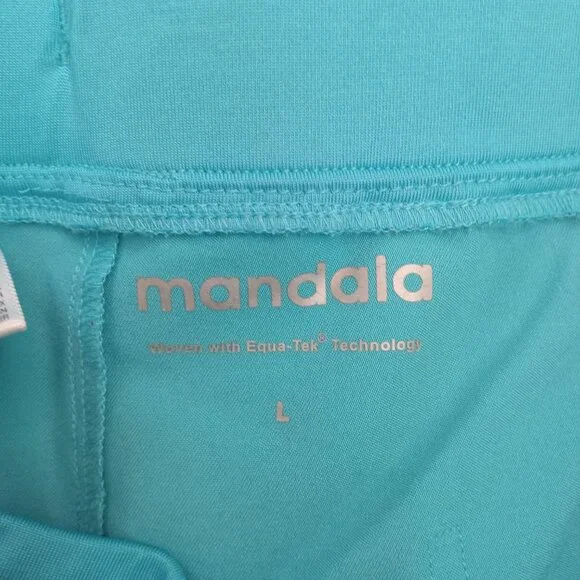 mandala
Woven with Equa-Tek® Technology
L